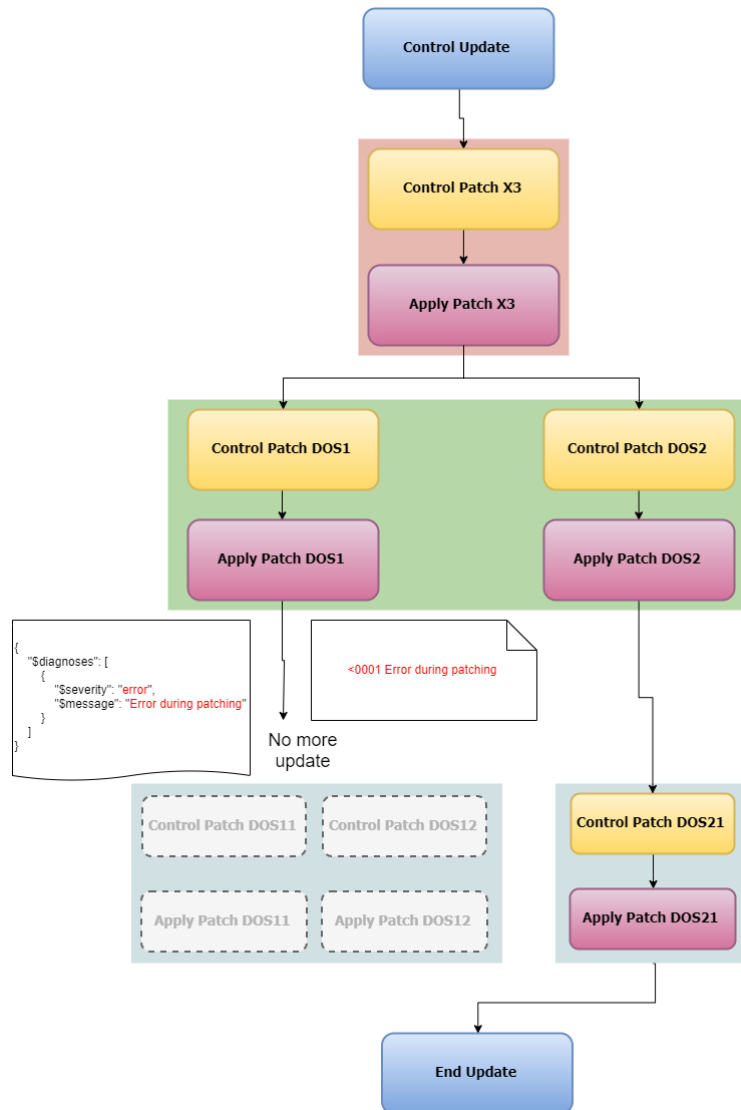 Control Update
Control Patch X3
Apply Patch X3
Control Patch DOS1
Control Patch DOS2
Apply Patch DOS1
Apply Patch DOS2
{
"$diagnoses": [
{
"$severity": "error",
"$message": "Error during patching"
}
]
}
<0001 Error during patching
No more
update
Control Patch DOS11
Control Patch DOS12
Control Patch DOS21
Apply Patch DOS11
Apply Patch DOS12
Apply Patch DOS21
End Update